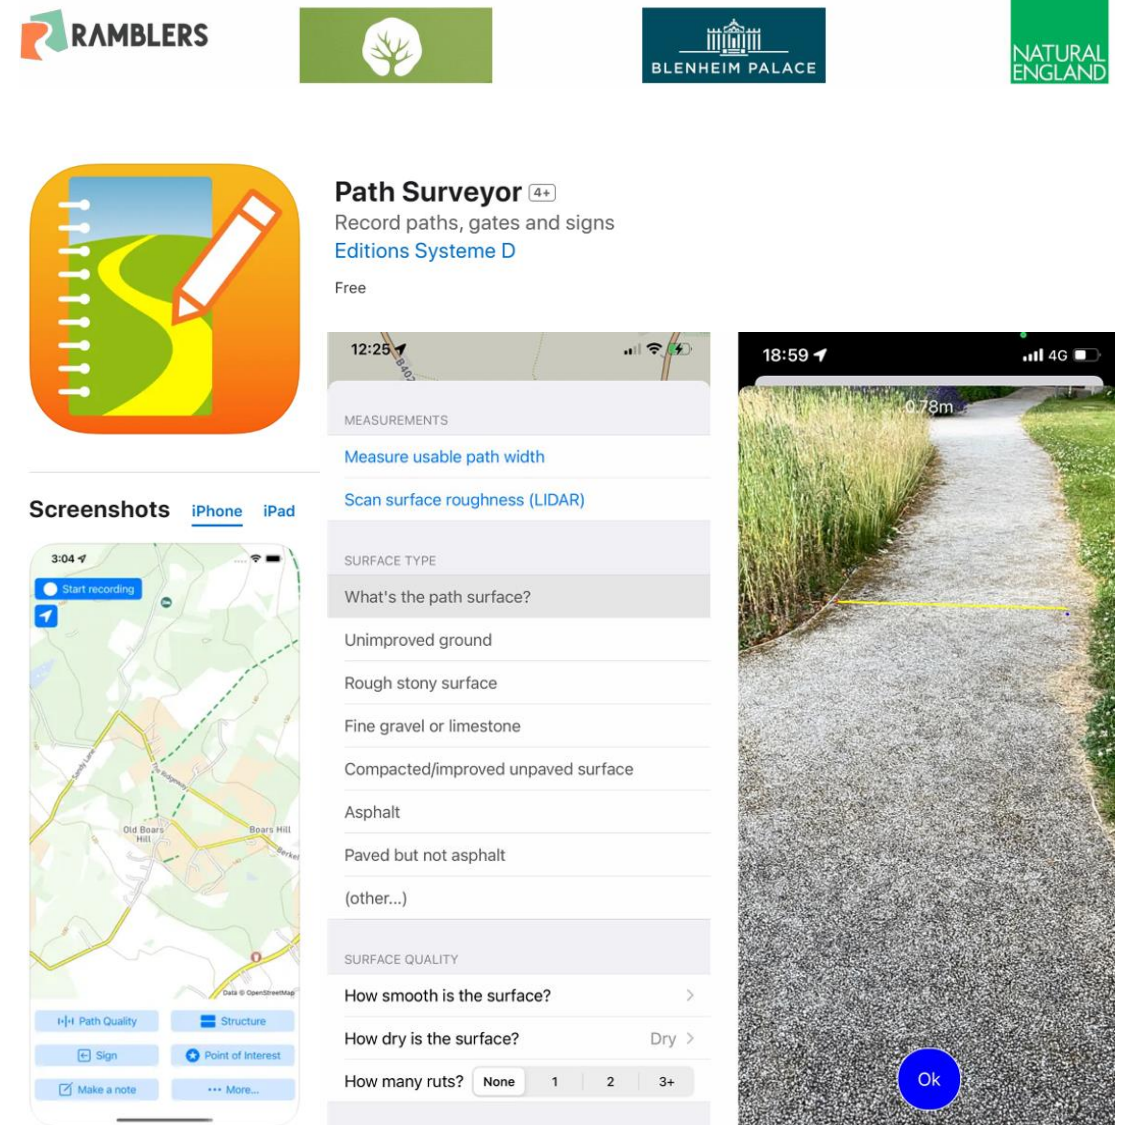 RAMBLERS
BLENHEIM PALACE
NATURAL
ENGLAND
Path Surveyor 4+
Record paths, gates and signs
Editions Systeme D
Free
Screenshots iPhone iPad
3:04
Start recording
Sandy Lane
The Ridgeway
Old Boars
Hill
Boars Hill
Data © OpenStreetMap
Path Quality
Structure
Sign
Point of Interest
Make a note
More...
12:25
B402
MEASUREMENTS
Measure usable path width
Scan surface roughness (LIDAR)
SURFACE TYPE
What's the path surface?
Unimproved ground
Rough stony surface
Fine gravel or limestone
Compacted/improved unpaved surface
Asphalt
Paved but not asphalt
(other...)
SURFACE QUALITY
How smooth is the surface?
How dry is the surface? Dry
How many ruts? None 1 2 3+
18:59 4G
0.78m
Ok